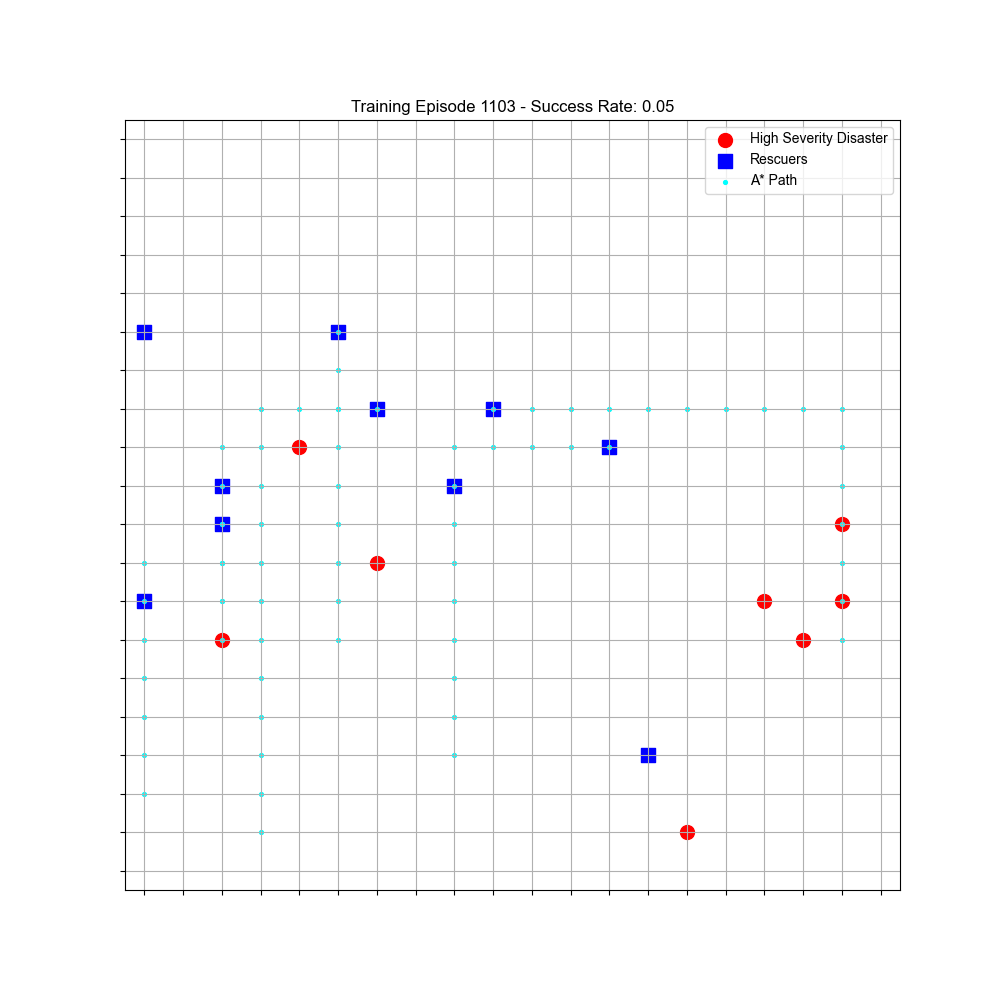 Training Episode 1103 - Success Rate: 0.05
High Severity Disaster
Rescuers
A* Path